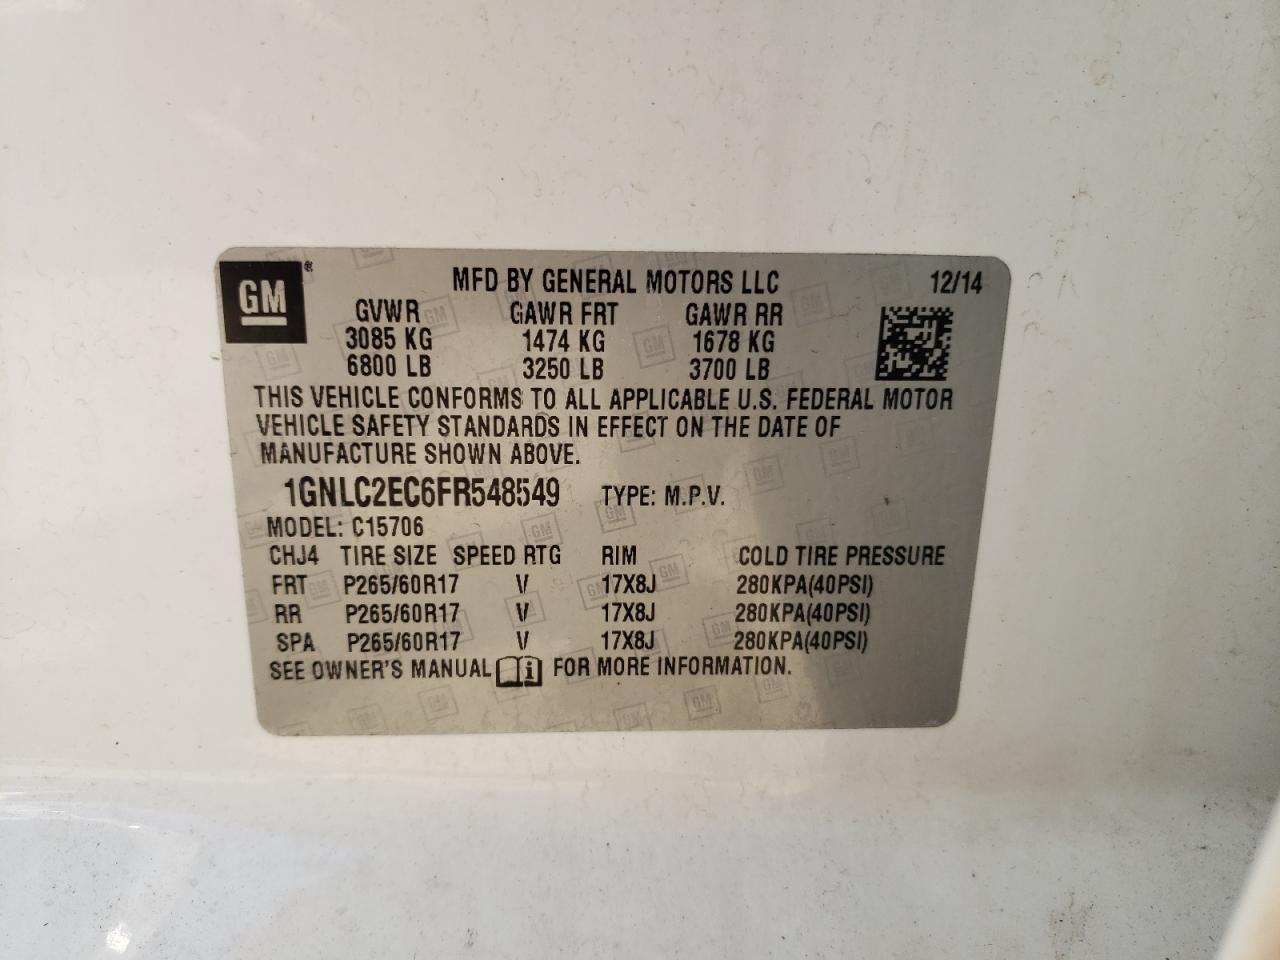 GM ® MFD BY GENERAL MOTORS LLC 12/14
GVWR GAWR FRT GAWR RR
3085 KG 1474 KG 1678 KG
6800 LB 3250 LB 3700 LB
THIS VEHICLE CONFORMS TO ALL APPLICABLE U.S. FEDERAL MOTOR
VEHICLE SAFETY STANDARDS IN EFFECT ON THE DATE OF
MANUFACTURE SHOWN ABOVE.
1GNLC2EC6FR548549 TYPE: M.P.V.
MODEL: C15706
CHJ4 TIRE SIZE SPEED RTG RIM COLD TIRE PRESSURE
FRT P265/60R17 V 17X8J 280KPA(40PSI)
RR P265/60R17 V 17X8J 280KPA(40PSI)
SPA P265/60R17 V 17X8J 280KPA(40PSI)
SEE OWNER'S MANUAL i FOR MORE INFORMATION.